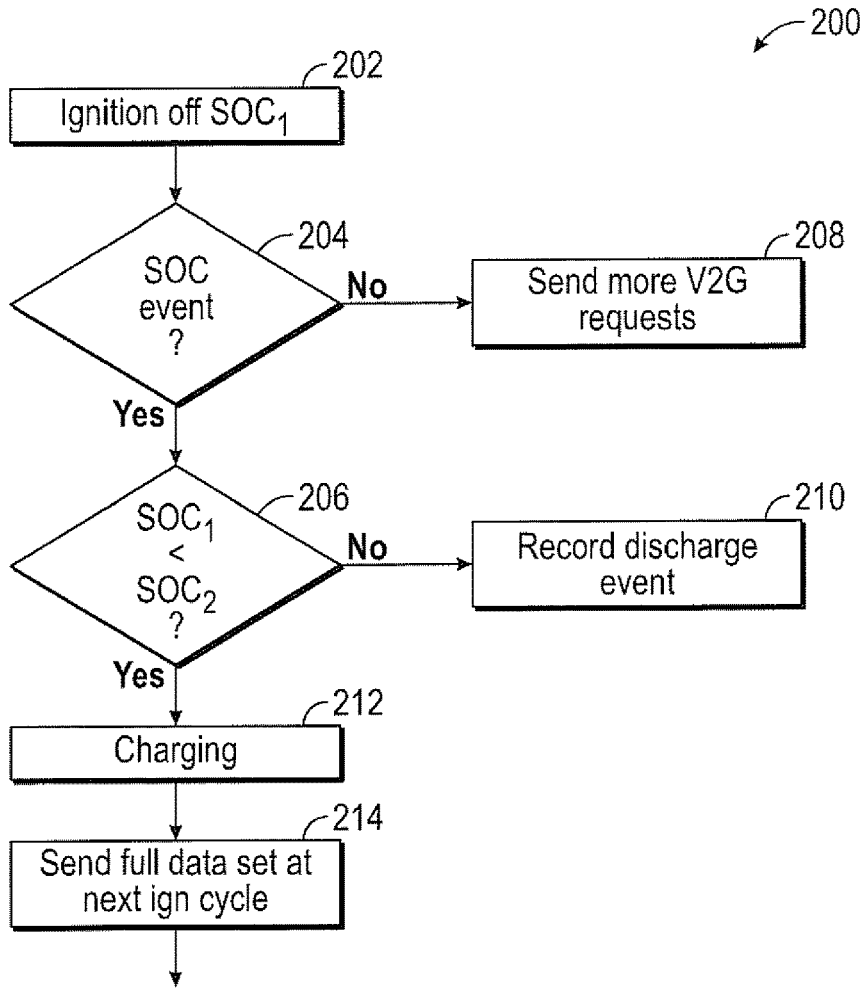 200
202
Ignition off SOC₁
204
SOC
event
?
No
208
Send more V2G
requests
Yes
206
SOC₁
<
SOC₂
?
No
210
Record discharge
event
Yes
212
Charging
214
Send full data set at
next ign cycle